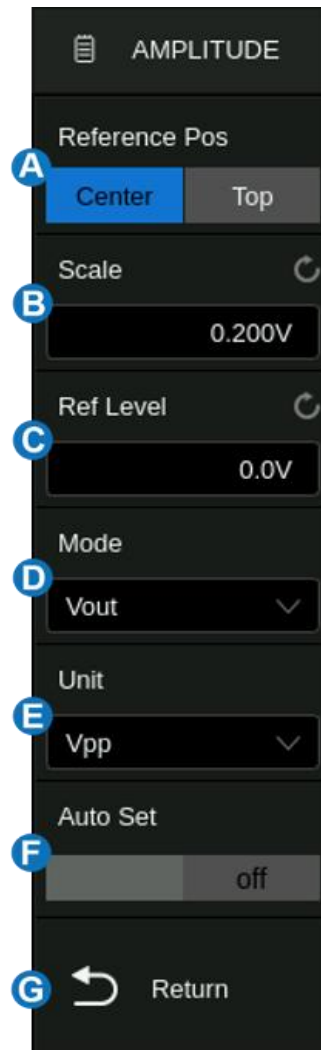 AMPLITUDE
Reference Pos
A
Center Top
Scale
B
0.200V
Ref Level
C
0.0V
Mode
D
Vout
Unit
E
Vpp
Auto Set
F
off
G Return